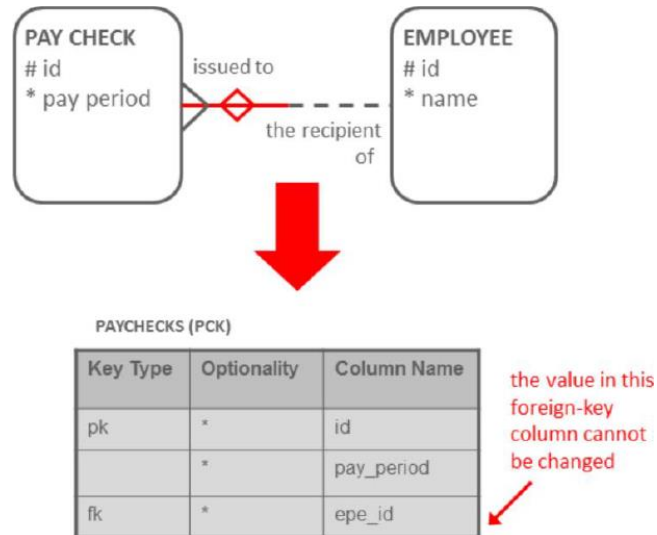 PAY CHECK
# id
* pay period
issued to
the recipient
of
EMPLOYEE
# id
* name
PAYCHECKS (PCK)
Key Type Optionality Column Name
pk * id
* pay_period
fk * epe_id
the value in this
foreign-key
column cannot
be changed